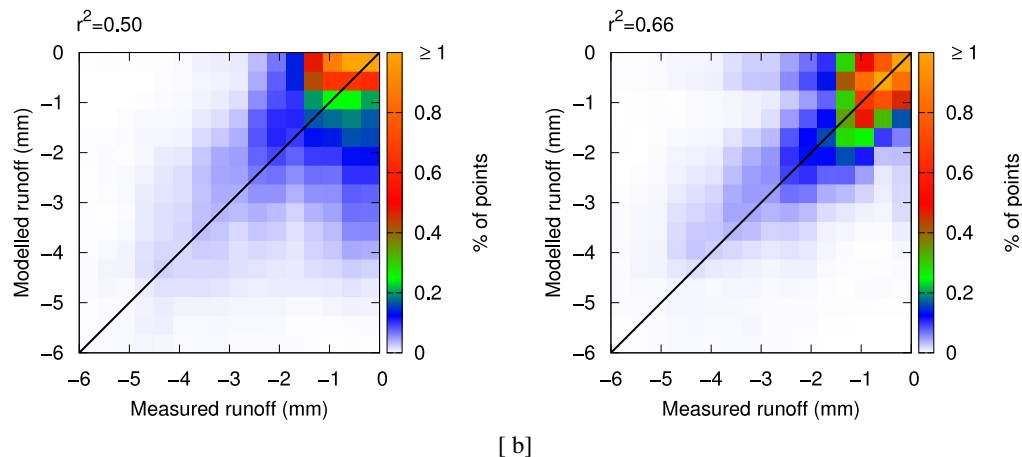 r²=0.50
0
−1
−2
−3
−4
−5
−6
Modelled runoff (mm)
−6 −5 −4 −3 −2 −1 0
Measured runoff (mm)
≥ 1
0.8
0.6
0.4
0.2
0
% of points
r²=0.66
0
−1
−2
−3
−4
−5
−6
Modelled runoff (mm)
−6 −5 −4 −3 −2 −1 0
Measured runoff (mm)
≥ 1
0.8
0.6
0.4
0.2
0
% of points
[ b]